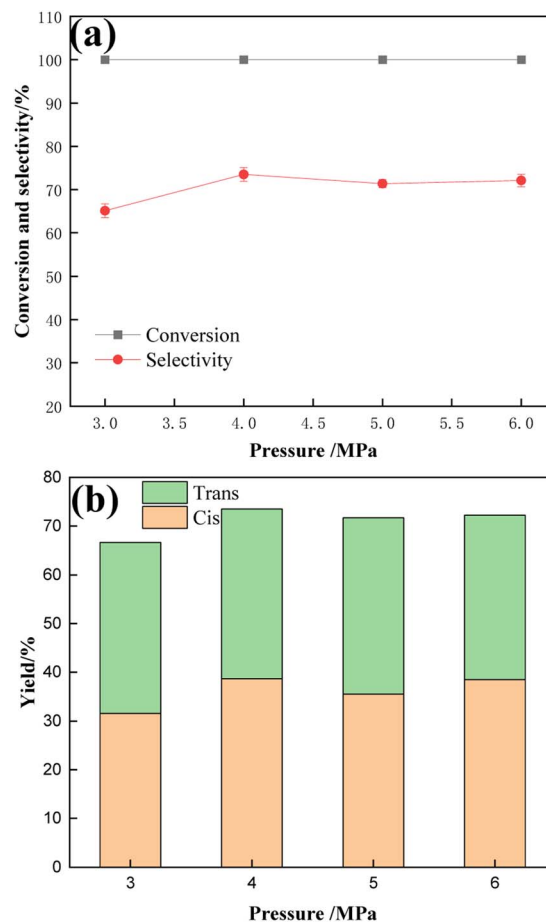 (a)
110
100
90
80
70
60
50
40
30
20
Conversion and selectivity/%
Conversion
Selectivity
3.0 3.5 4.0 4.5 5.0 5.5 6.0
Pressure /MPa
(b)
80
70
60
50
40
30
20
10
0
Yield/%
Trans
Cis
3 4 5 6
Pressure /MPa